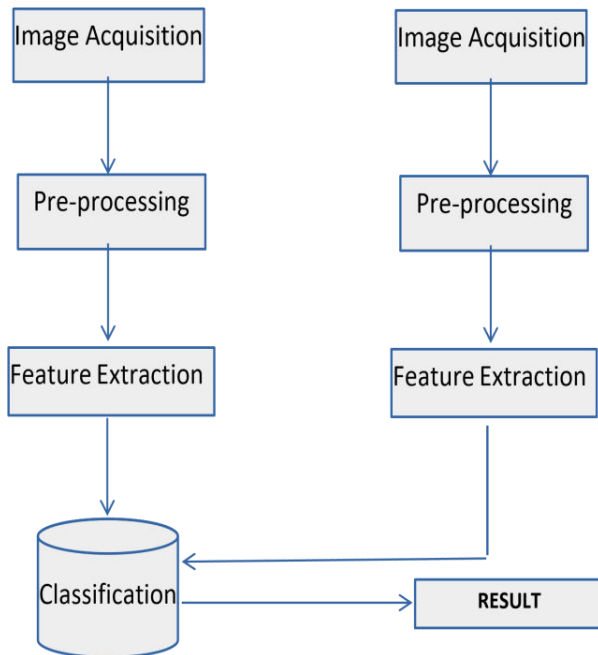 Image Acquisition
Image Acquisition
Pre-processing
Pre-processing
Feature Extraction
Feature Extraction
Classification
RESULT